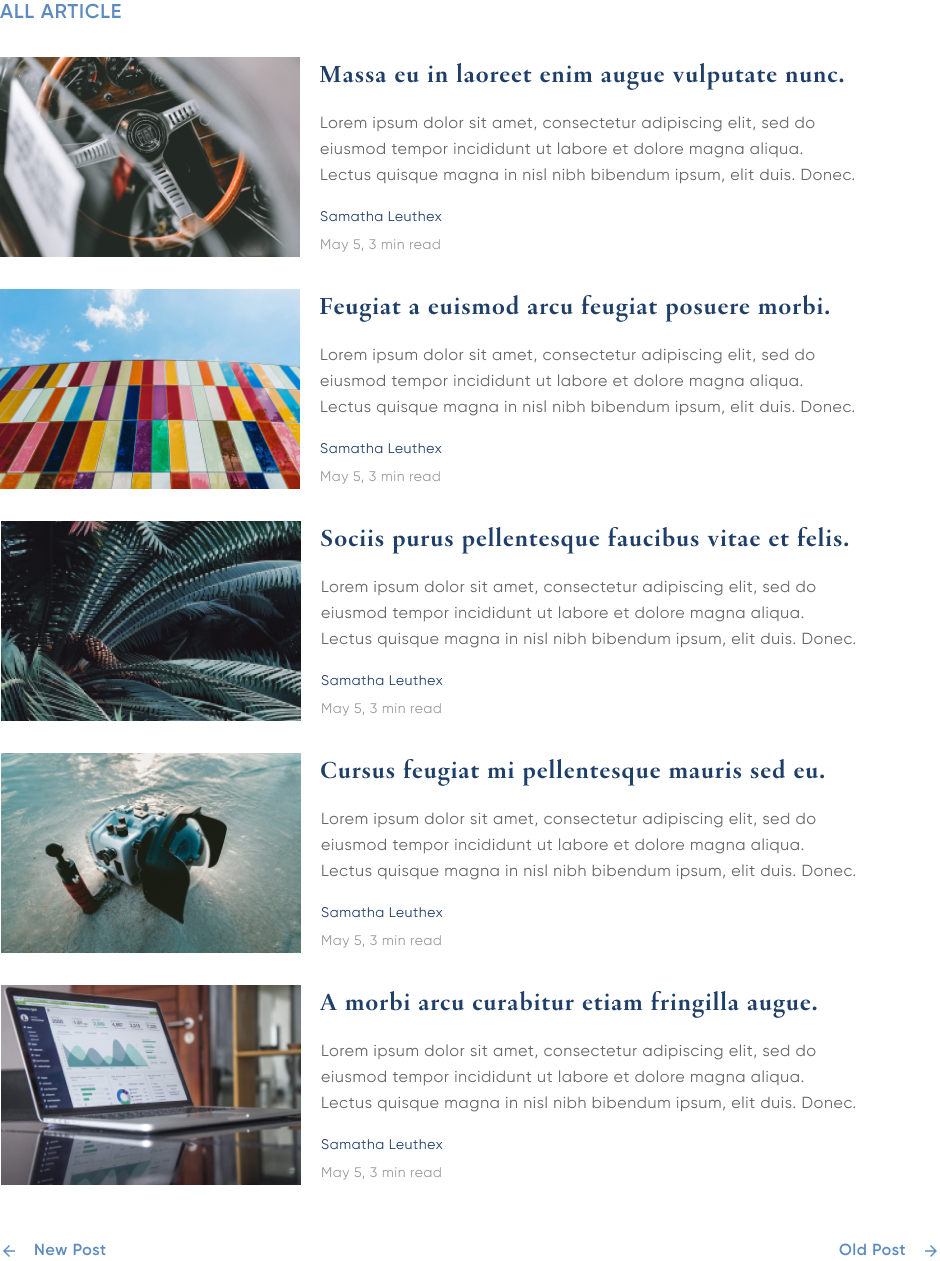 ALL ARTICLE
Massa eu in laoreet enim augue vulputate nunc.
Lorem ipsum dolor sit amet, consectetur adipiscing elit, sed do
eiusmod tempor incididunt ut labore et dolore magna aliqua.
Lectus quisque magna in nisl nibh bibendum ipsum, elit duis. Donec.
Samatha Leuthex
May 5, 3 min read
Feugiat a euismod arcu feugiat posuere morbi.
Lorem ipsum dolor sit amet, consectetur adipiscing elit, sed do
eiusmod tempor incididunt ut labore et dolore magna aliqua.
Lectus quisque magna in nisl nibh bibendum ipsum, elit duis. Donec.
Samatha Leuthex
May 5, 3 min read
Sociis purus pellentesque faucibus vitae et felis.
Lorem ipsum dolor sit amet, consectetur adipiscing elit, sed do
eiusmod tempor incididunt ut labore et dolore magna aliqua.
Lectus quisque magna in nisl nibh bibendum ipsum, elit duis. Donec.
Samatha Leuthex
May 5, 3 min read
Cursus feugiat mi pellentesque mauris sed eu.
Lorem ipsum dolor sit amet, consectetur adipiscing elit, sed do
eiusmod tempor incididunt ut labore et dolore magna aliqua.
Lectus quisque magna in nisl nibh bibendum ipsum, elit duis. Donec.
Samatha Leuthex
May 5, 3 min read
A morbi arcu curabitur etiam fringilla augue.
Lorem ipsum dolor sit amet, consectetur adipiscing elit, sed do
eiusmod tempor incididunt ut labore et dolore magna aliqua.
Lectus quisque magna in nisl nibh bibendum ipsum, elit duis. Donec.
Samatha Leuthex
May 5, 3 min read
← New Post
Old Post →